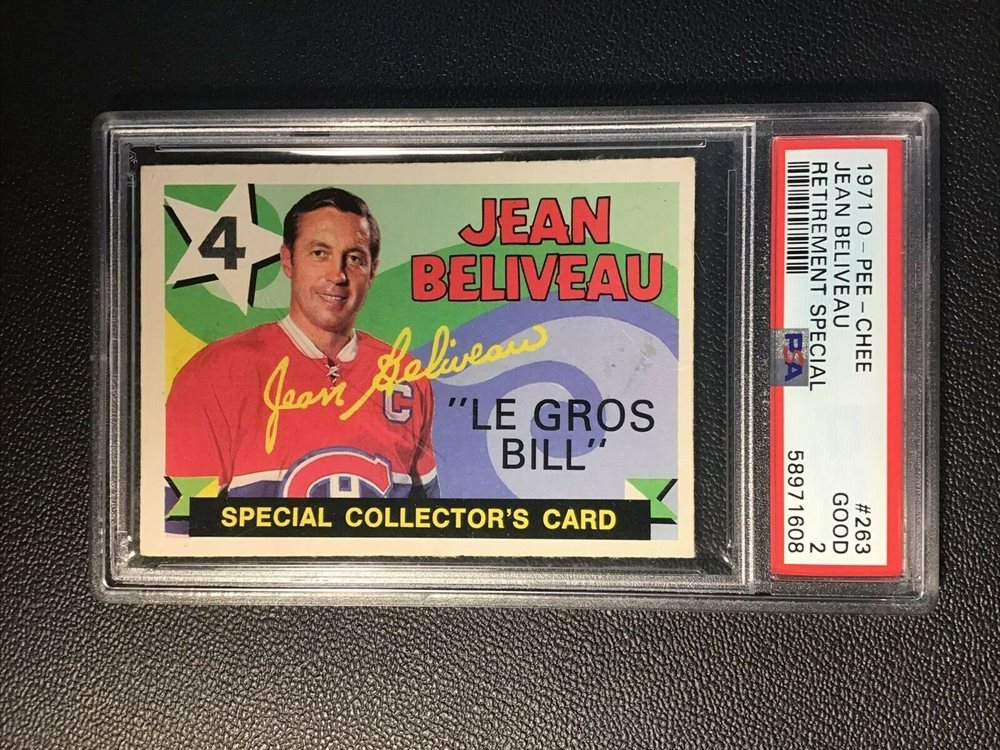 4
JEAN
BELIVEAU
Jean Beliveau
C
"LE GROS
BILL"
SPECIAL COLLECTOR'S CARD
1971 O-PEE-CHEE
#263
JEAN BELIVEAU
GOOD
RETIREMENT SPECIAL
2
PSA
58971608